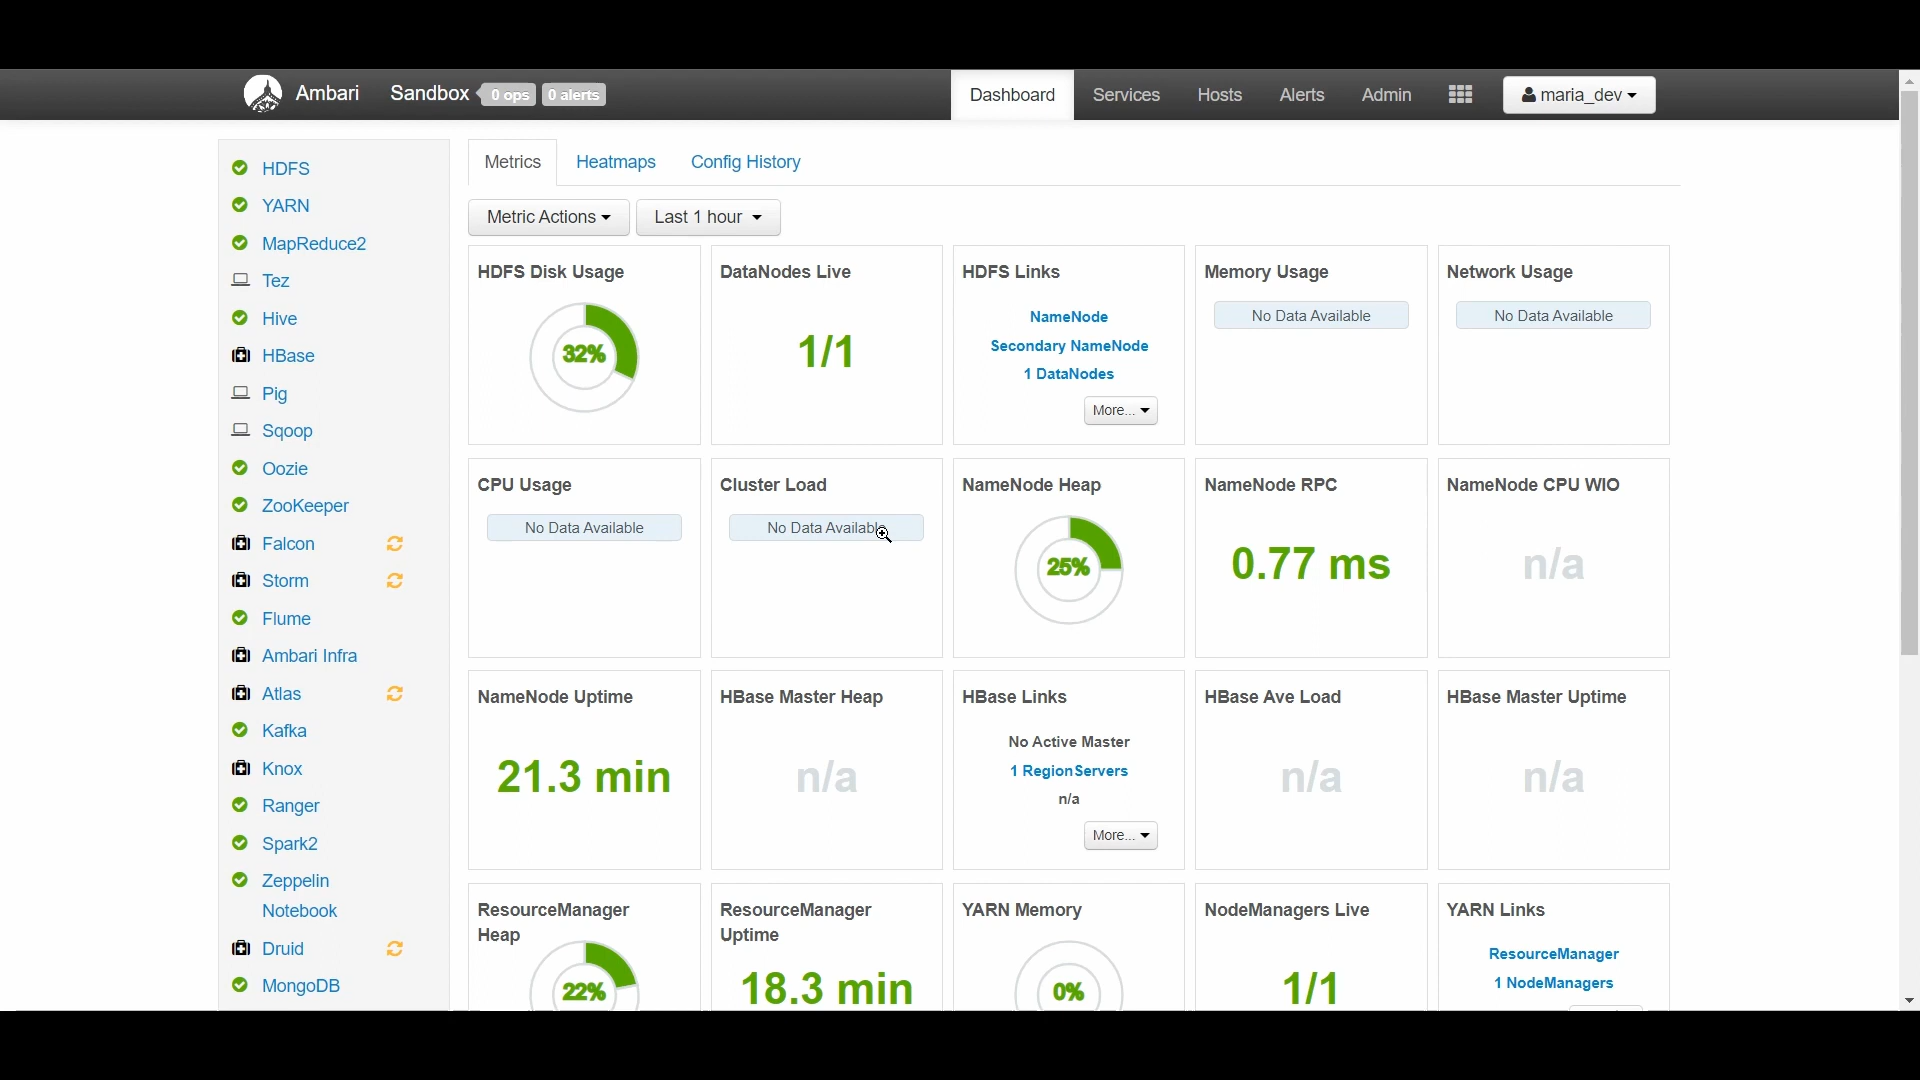 Ambari Sandbox 0 ops 0 alerts Dashboard Services Hosts Alerts Admin maria_dev
HDFS
YARN
MapReduce2
Tez
Hive
HBase
Pig
Sqoop
Oozie
ZooKeeper
Falcon
Storm
Flume
Ambari Infra
Atlas
Kafka
Knox
Ranger
Spark2
Zeppelin
Notebook
Druid
MongoDB
Metrics Heatmaps Config History
Metric Actions Last 1 hour
HDFS Disk Usage
32%
DataNodes Live
1/1
HDFS Links
NameNode
Secondary NameNode
1 DataNodes
More...
Memory Usage
No Data Available
Network Usage
No Data Available
CPU Usage
No Data Available
Cluster Load
No Data Available
NameNode Heap
25%
NameNode RPC
0.77 ms
NameNode CPU WIO
n/a
NameNode Uptime
21.3 min
HBase Master Heap
n/a
HBase Links
No Active Master
1 RegionServers
n/a
More...
HBase Ave Load
n/a
HBase Master Uptime
n/a
ResourceManager
Heap
22%
ResourceManager
Uptime
18.3 min
YARN Memory
0%
NodeManagers Live
1/1
YARN Links
ResourceManager
1 NodeManagers